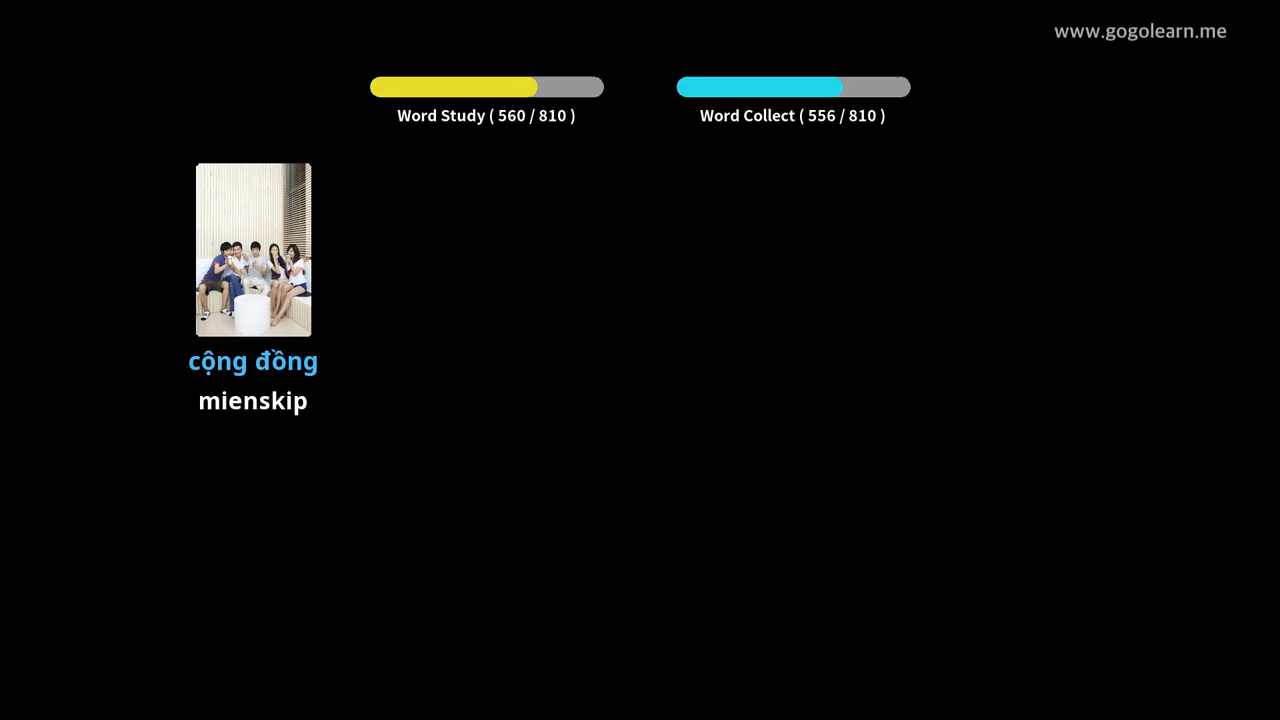 www.gogolearn.me
Word Study ( 560 / 810 )
Word Collect ( 556 / 810 )
cộng đồng
mienskip